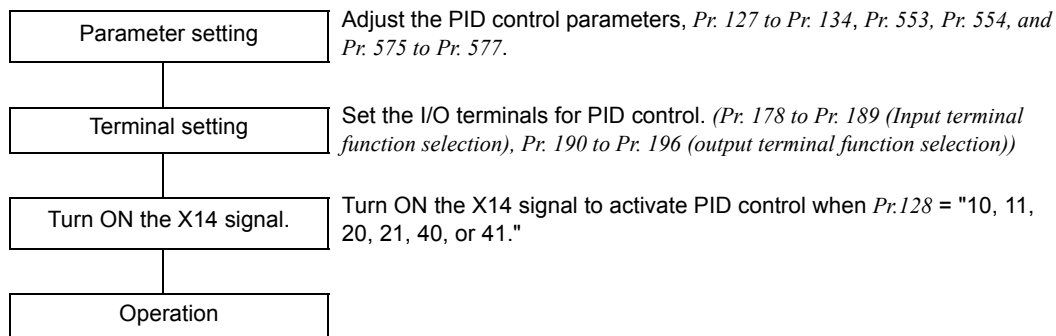 Parameter setting
Adjust the PID control parameters, Pr. 127 to Pr. 134, Pr. 553, Pr. 554, and
Pr. 575 to Pr. 577.
Terminal setting
Set the I/O terminals for PID control. (Pr. 178 to Pr. 189 (Input terminal
function selection), Pr. 190 to Pr. 196 (output terminal function selection))
Turn ON the X14 signal.
Turn ON the X14 signal to activate PID control when Pr.128 = "10, 11,
20, 21, 40, or 41."
Operation